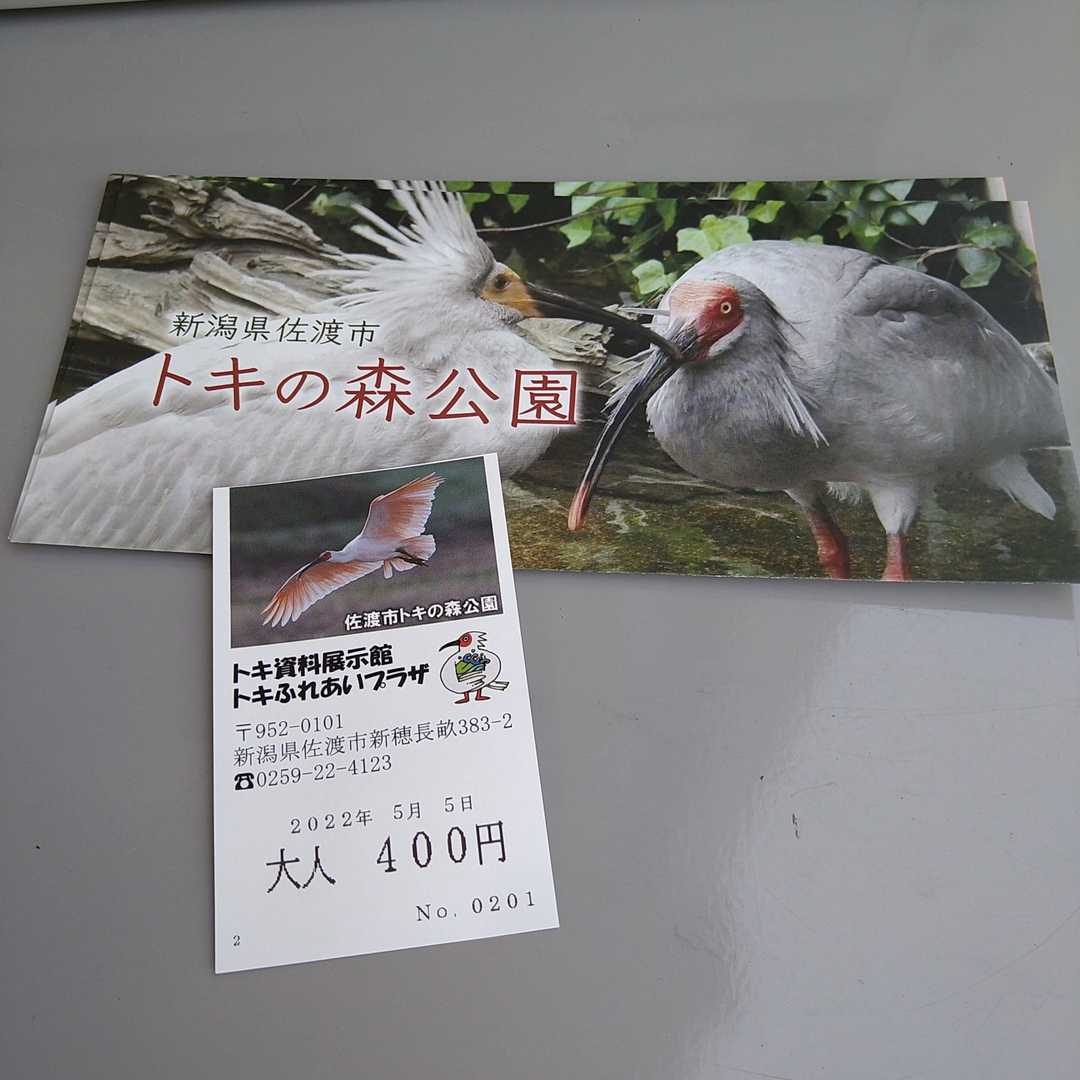 新潟県佐渡市
トキの森公園
佐渡市トキの森公園
トキ資料展示館
トキふれあいプラザ
〒952-0101
新潟県佐渡市新穂長畝383-2
☎0259-22-4123
2022年 5月 5日
大人 400円
No. 0201
2